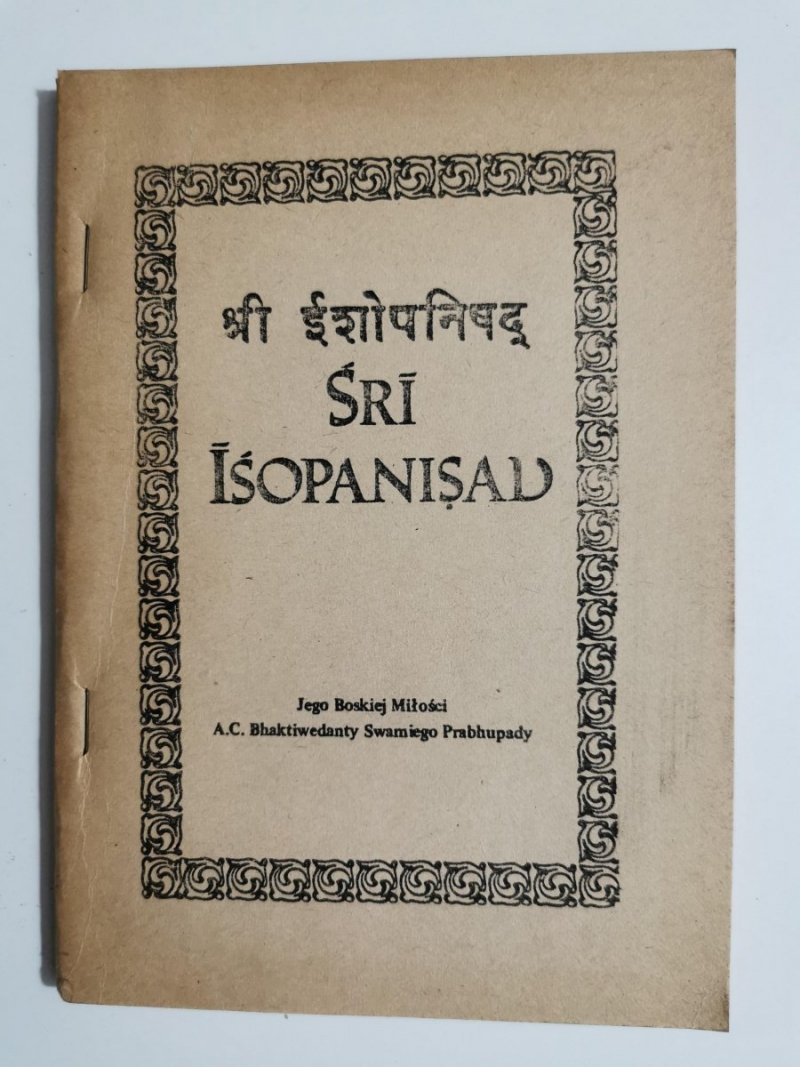 श्री ईशोपनिषद्
ŚRĪ
ĪŚOPANIṢAD
Jego Boskiej Miłości
A.C. Bhaktiwedanty Swamiego Prabhupady